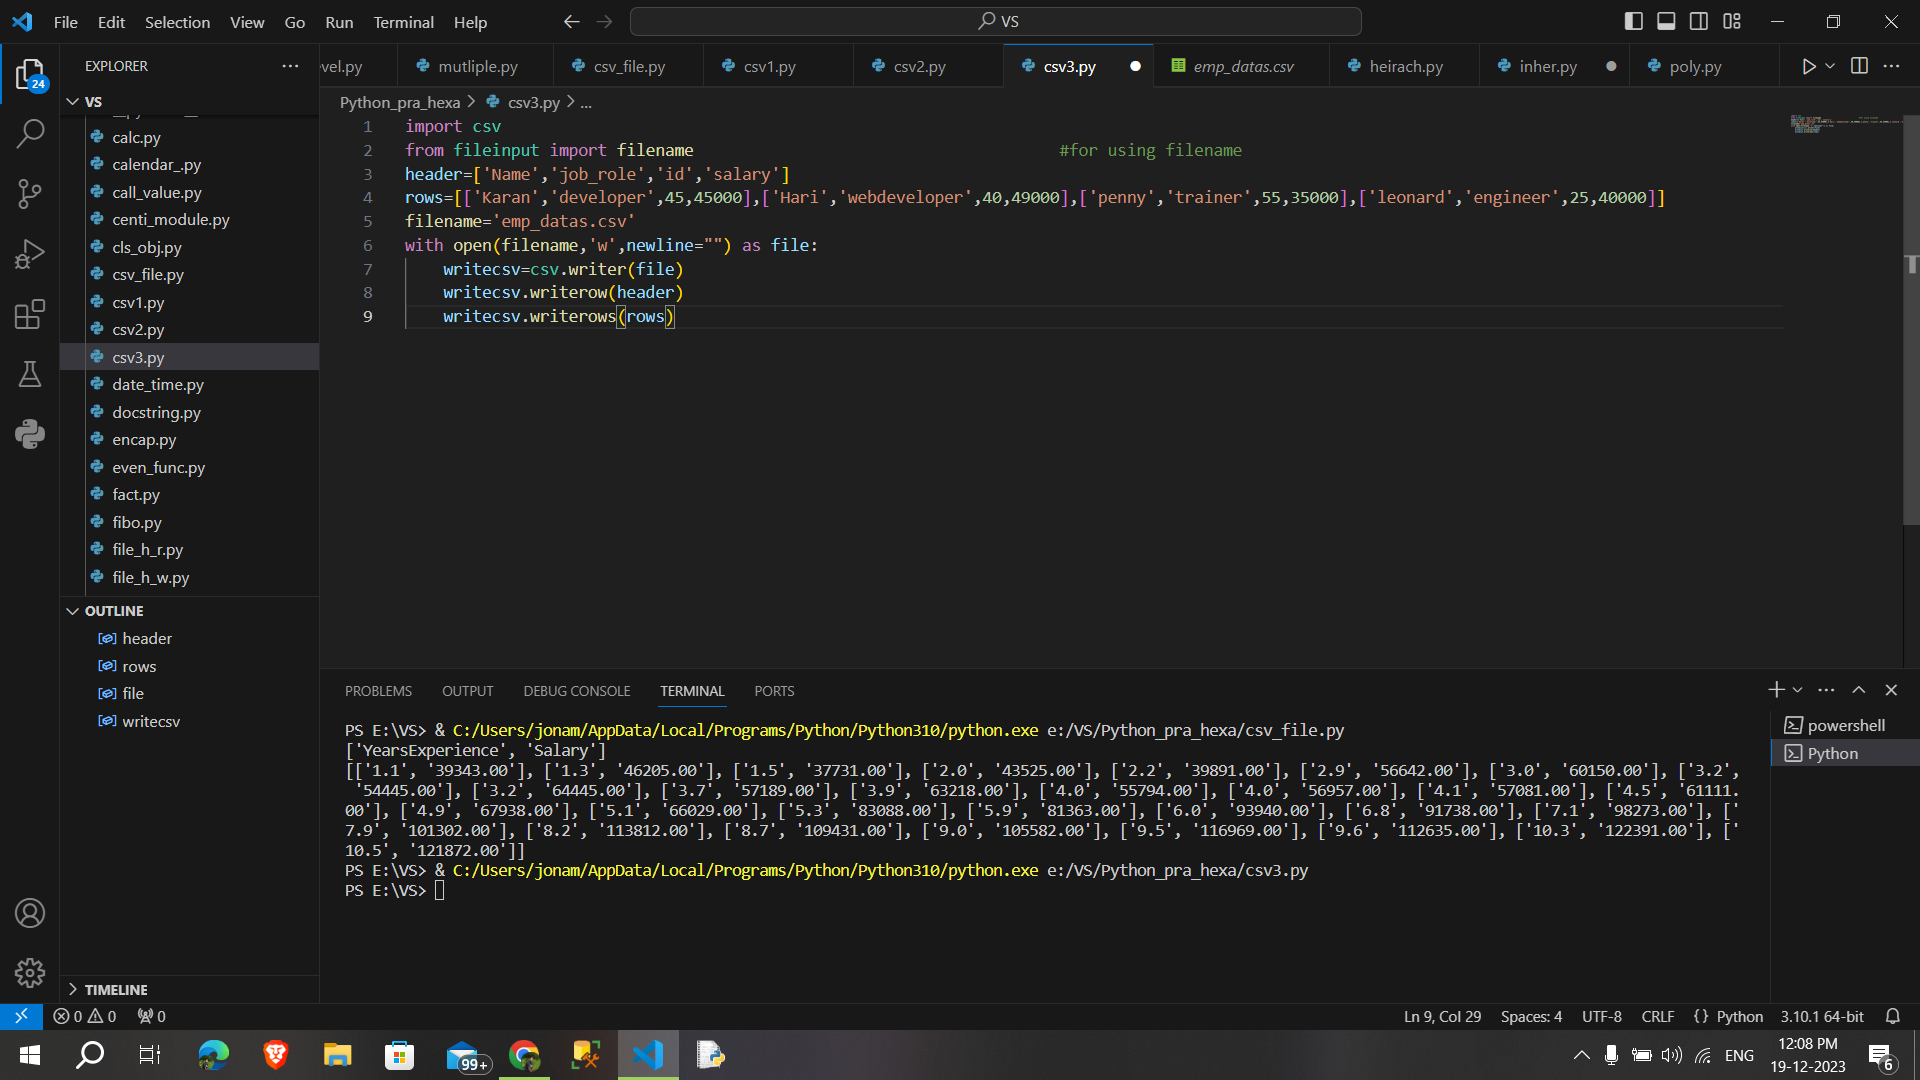 File Edit Selection View Go Run Terminal Help
VS
EXPLORER
24
VS
calc.py
calendar_.py
call_value.py
centi_module.py
cls_obj.py
csv_file.py
csv1.py
csv2.py
csv3.py
date_time.py
docstring.py
encap.py
even_func.py
fact.py
fibo.py
file_h_r.py
file_h_w.py
OUTLINE
header
rows
file
writecsv
TIMELINE
vel.py mutliple.py csv_file.py csv1.py csv2.py csv3.py emp_datas.csv heirach.py inher.py poly.py
Python_pra_hexa > csv3.py > ...
1 import csv
2 from fileinput import filename #for using filename
3 header=['Name','job_role','id','salary']
4 rows=[['Karan','developer',45,45000],['Hari','webdeveloper',40,49000],['penny','trainer',55,35000],['leonard','engineer',25,40000]]
5 filename='emp_datas.csv'
6 with open(filename,'w',newline="") as file:
7 writecsv=csv.writer(file)
8 writecsv.writerow(header)
9 writecsv.writerows(rows)
PROBLEMS OUTPUT DEBUG CONSOLE TERMINAL PORTS
PS E:\VS> & C:/Users/jonam/AppData/Local/Programs/Python/Python310/python.exe e:/VS/Python_pra_hexa/csv_file.py
['YearsExperience', 'Salary']
[['1.1', '39343.00'], ['1.3', '46205.00'], ['1.5', '37731.00'], ['2.0', '43525.00'], ['2.2', '39891.00'], ['2.9', '56642.00'], ['3.0', '60150.00'], ['3.2',
'54445.00'], ['3.2', '64445.00'], ['3.7', '57189.00'], ['3.9', '63218.00'], ['4.0', '55794.00'], ['4.0', '56957.00'], ['4.1', '57081.00'], ['4.5', '61111.
00'], ['4.9', '67938.00'], ['5.1', '66029.00'], ['5.3', '83088.00'], ['5.9', '81363.00'], ['6.0', '93940.00'], ['6.8', '91738.00'], ['7.1', '98273.00'], ['
7.9', '101302.00'], ['8.2', '113812.00'], ['8.7', '109431.00'], ['9.0', '105582.00'], ['9.5', '116969.00'], ['9.6', '112635.00'], ['10.3', '122391.00'], ['
10.5', '121872.00']]
PS E:\VS> & C:/Users/jonam/AppData/Local/Programs/Python/Python310/python.exe e:/VS/Python_pra_hexa/csv3.py
PS E:\VS>
powershell
Python
0 0 0
Ln 9, Col 29 Spaces: 4 UTF-8 CRLF {} Python 3.10.1 64-bit
99+
ENG
12:08 PM
19-12-2023
6